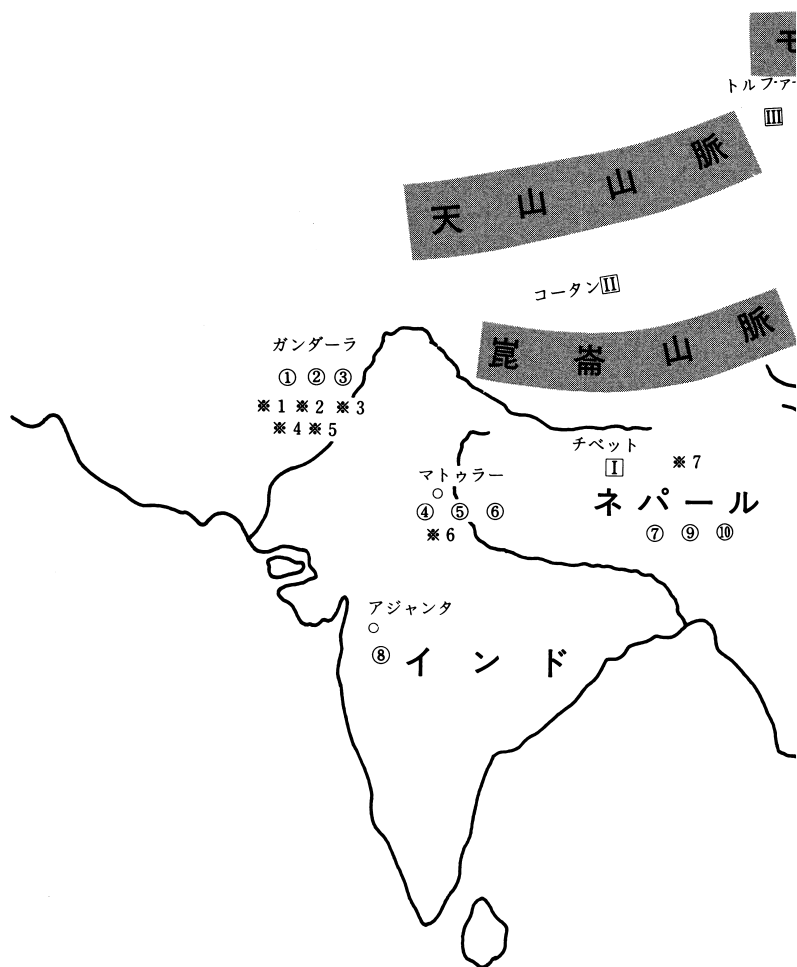 モ
トルファー
III
天山山脈
コータン II
崑崙山脈
ガンダーラ
① ② ③
※1 ※2 ※3
※4 ※5
チベット
I ※7
マトゥラー
ネパール
④ ⑤ ⑥
⑦ ⑨ ⑩
※6
アジャンタ
⑧ インド